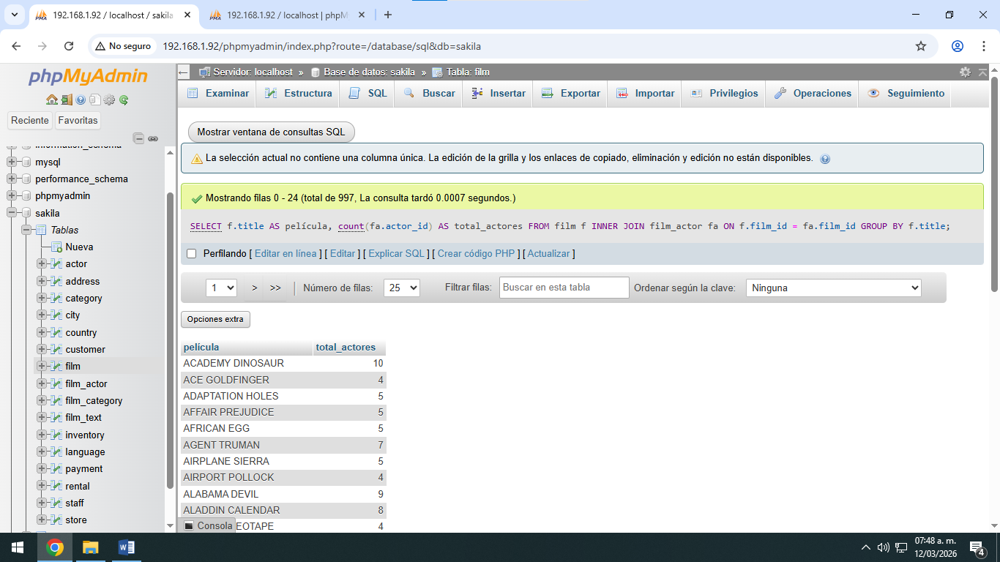 192.168.1.92 / localhost / sakila
192.168.1.92 / localhost | phpM
No seguro
192.168.1.92/phpmyadmin/index.php?route=/database/sql&db=sakila
phpMyAdmin
Reciente
Favoritas
information_schema
mysql
performance_schema
phpmyadmin
sakila
Tablas
Nueva
actor
address
category
city
country
customer
film
film_actor
film_category
film_text
inventory
language
payment
rental
staff
store
Servidor: localhost » Base de datos: sakila » Tabla: film
Examinar Estructura SQL Buscar Insertar Exportar Importar Privilegios Operaciones Seguimiento
Mostrar ventana de consultas SQL
La selección actual no contiene una columna única. La edición de la grilla y los enlaces de copiado, eliminación y edición no están disponibles.
Mostrando filas 0 - 24 (total de 997, La consulta tardó 0.0007 segundos.)
SELECT f.title AS película, count(fa.actor_id) AS total_actores FROM film f INNER JOIN film_actor fa ON f.film_id = fa.film_id GROUP BY f.title;
Perfilando [ Editar en línea ] [ Editar ] [ Explicar SQL ] [ Crear código PHP ] [ Actualizar ]
1 > >> Número de filas: 25 Filtrar filas: Buscar en esta tabla Ordenar según la clave: Ninguna
Opciones extra
película total_actores
ACADEMY DINOSAUR 10
ACE GOLDFINGER 4
ADAPTATION HOLES 5
AFFAIR PREJUDICE 5
AFRICAN EGG 5
AGENT TRUMAN 7
AIRPLANE SIERRA 5
AIRPORT POLLOCK 4
ALABAMA DEVIL 9
ALADDIN CALENDAR 8
EOTAPE 4
Consola
07:48 a. m.
12/03/2026
4